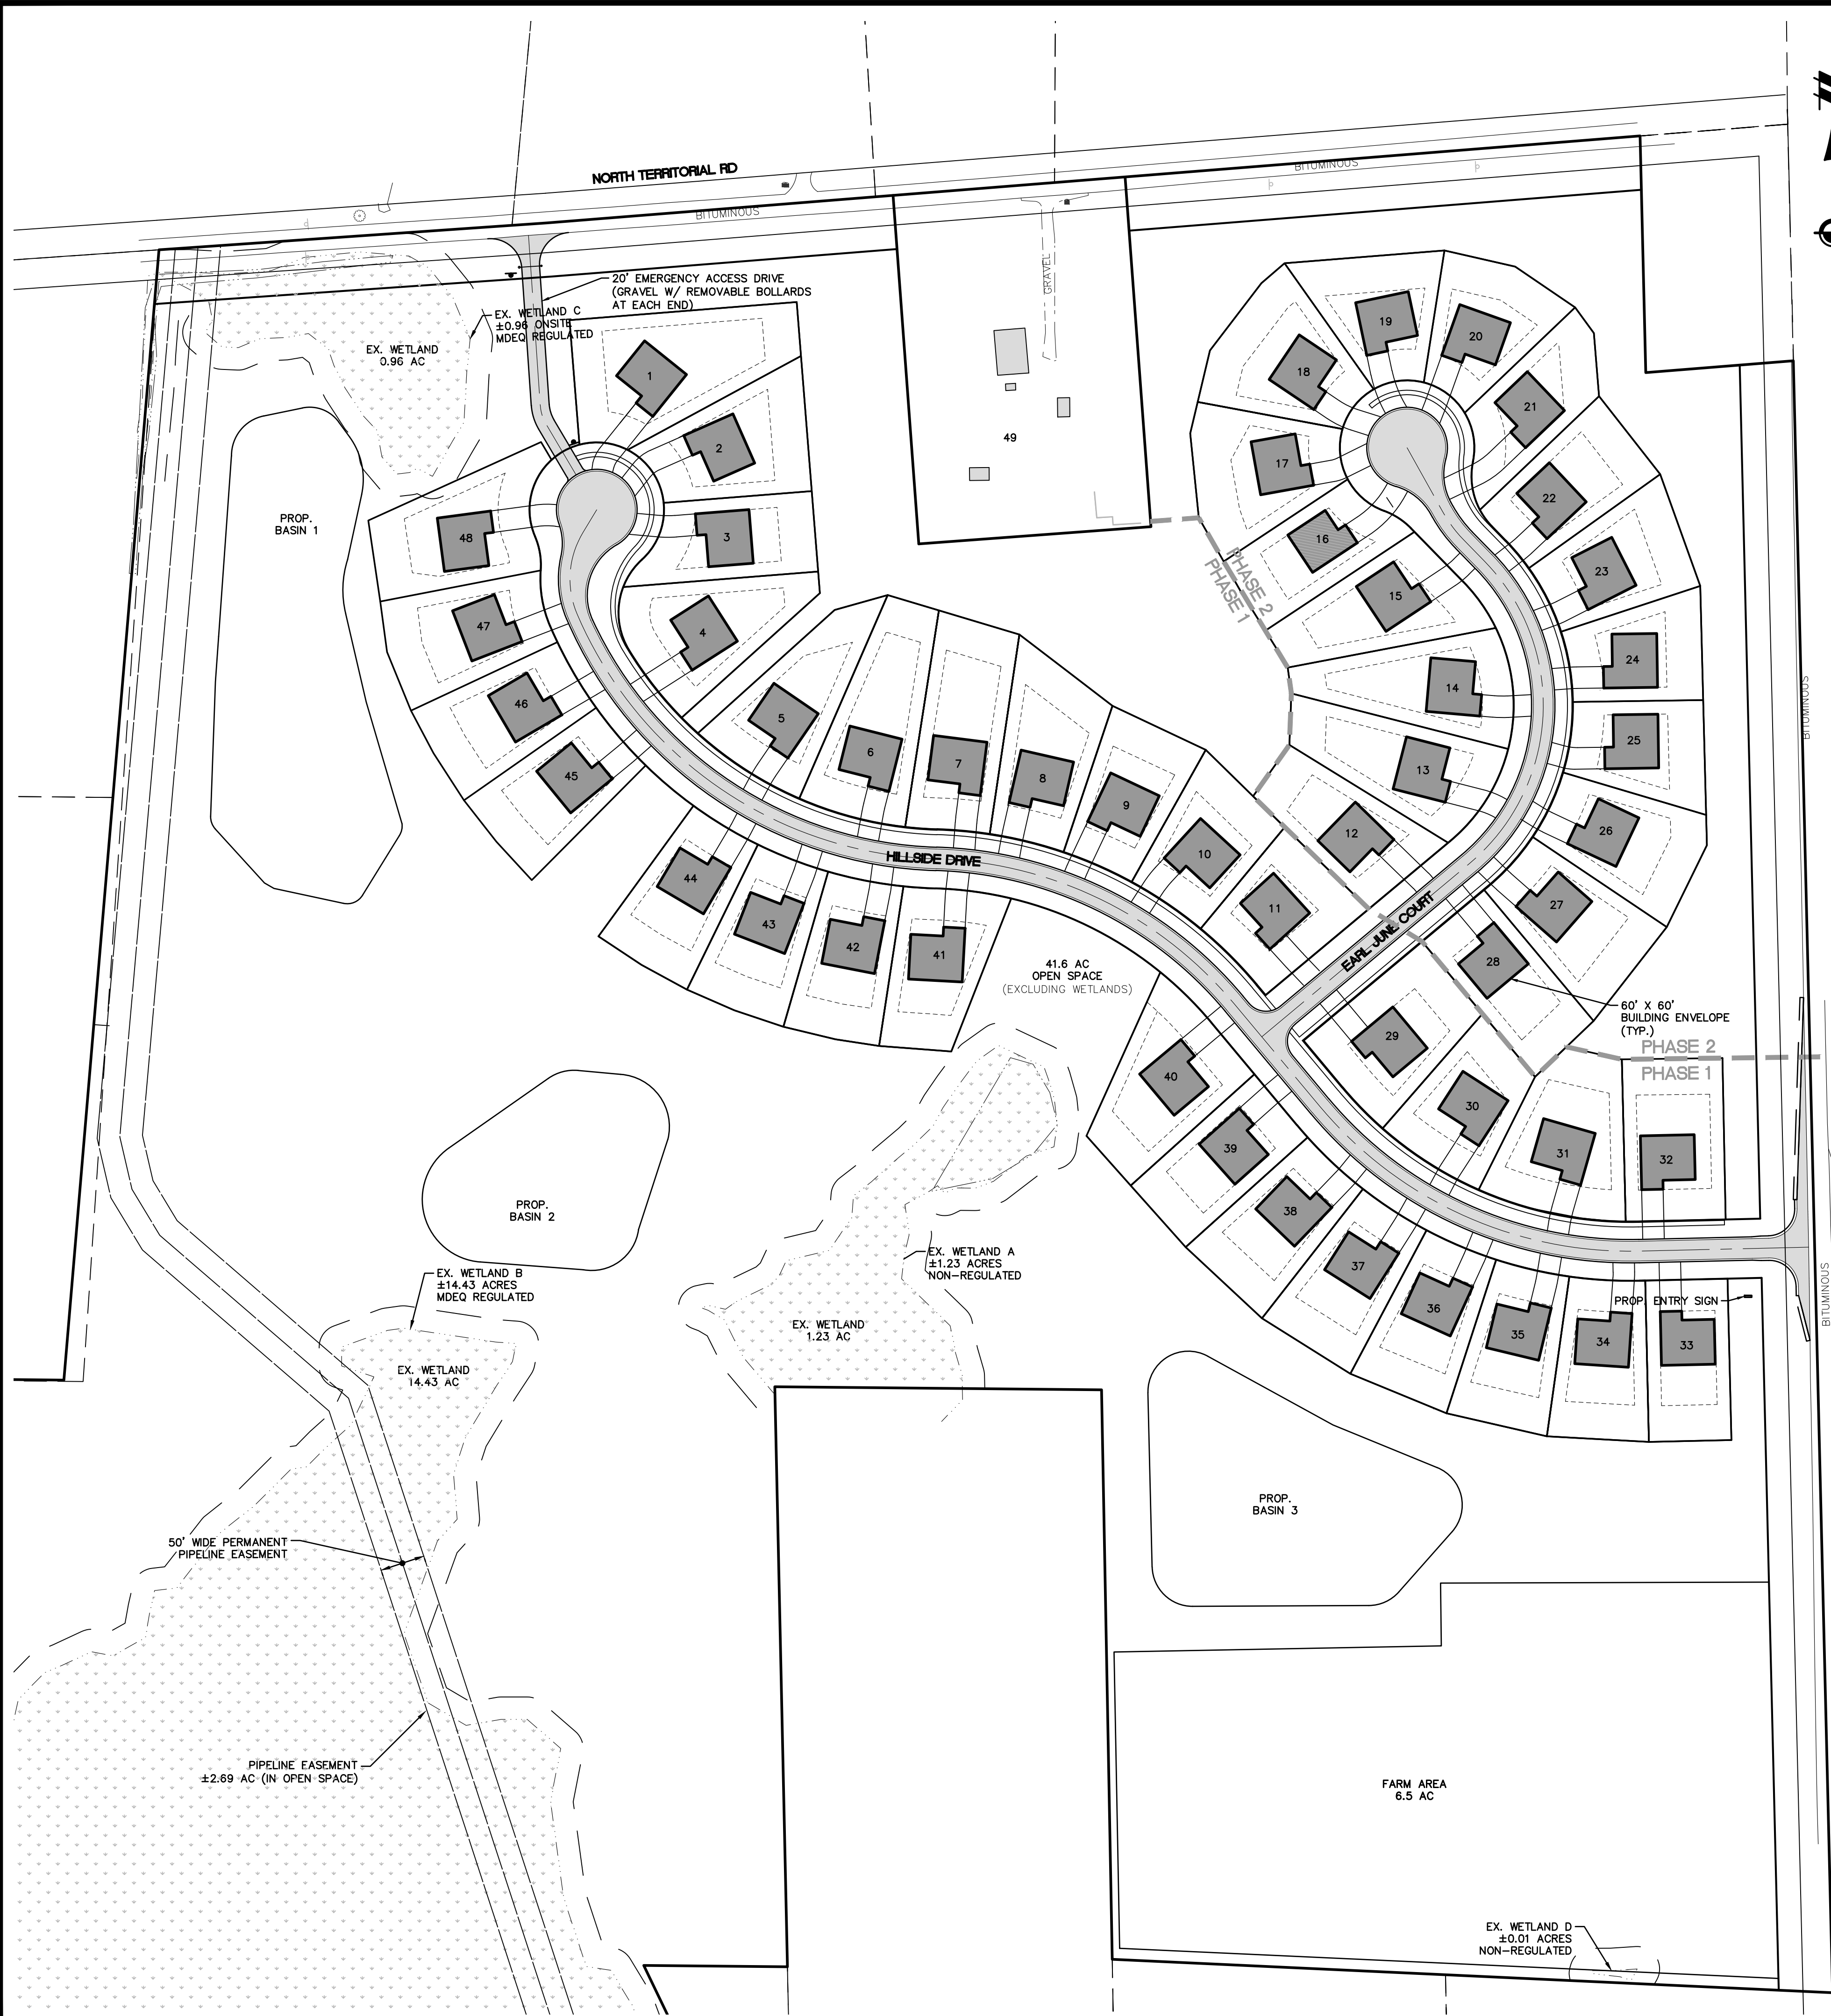 NORTH TERRITORIAL RD
BITUMINOUS
BITUMINOUS
20' EMERGENCY ACCESS DRIVE
(GRAVEL W/ REMOVABLE BOLLARDS
AT EACH END)
EX. WETLAND C
±0.96 ONSITE
MDEQ REGULATED
EX. WETLAND
0.96 AC
GRAVEL
49
PROP.
BASIN 1
1
2
3
4
5
6
7
8
9
10
11
12
13
14
15
16
17
18
19
20
21
22
23
24
25
26
27
28
29
30
31
32
33
34
35
36
37
38
39
40
41
42
43
44
45
46
47
48
PHASE 2
PHASE 1
BITUMINOUS
HILLSIDE DRIVE
EARL JUNE COURT
41.6 AC
OPEN SPACE
(EXCLUDING WETLANDS)
60' X 60'
BUILDING ENVELOPE
(TYP.)
PHASE 2
PHASE 1
PROP.
BASIN 2
EX. WETLAND A
±1.23 ACRES
NON-REGULATED
EX. WETLAND B
±14.43 ACRES
MDEQ REGULATED
EX. WETLAND
1.23 AC
PROP. ENTRY SIGN
BITUMINOUS
EX. WETLAND
14.43 AC
PROP.
BASIN 3
50' WIDE PERMANENT
PIPELINE EASEMENT
PIPELINE EASEMENT
±2.69 AC (IN OPEN SPACE)
FARM AREA
6.5 AC
EX. WETLAND D
±0.01 ACRES
NON-REGULATED